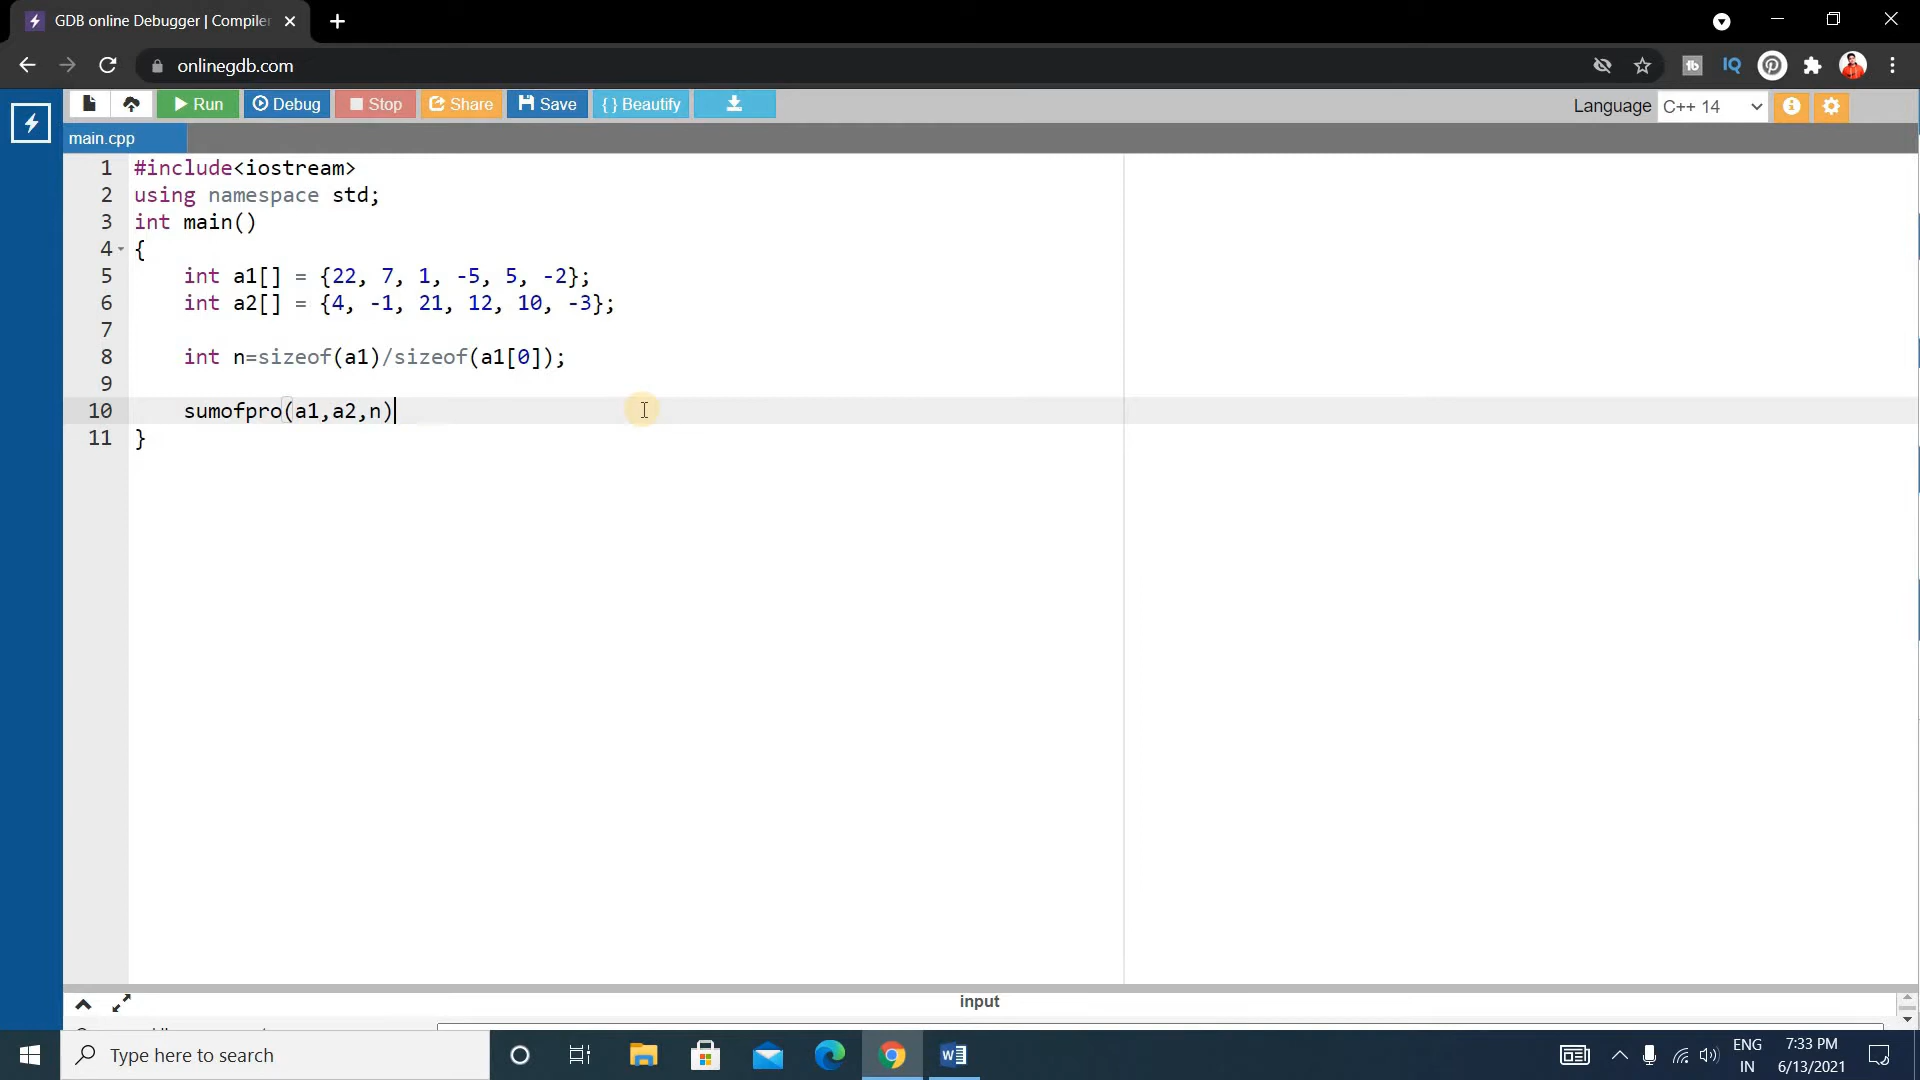 GDB online Debugger | Compiler
onlinegdb.com
Run
Debug
Stop
Share
Save
{ } Beautify
Language
C++ 14
main.cpp
1 #include<iostream>
2 using namespace std;
3 int main()
4 {
5 int a1[] = {22, 7, 1, -5, 5, -2};
6 int a2[] = {4, -1, 21, 12, 10, -3};
7
8 int n=sizeof(a1)/sizeof(a1[0]);
9
10 sumofpro(a1,a2,n)
11 }
input
Type here to search
ENG
IN
7:33 PM
6/13/2021